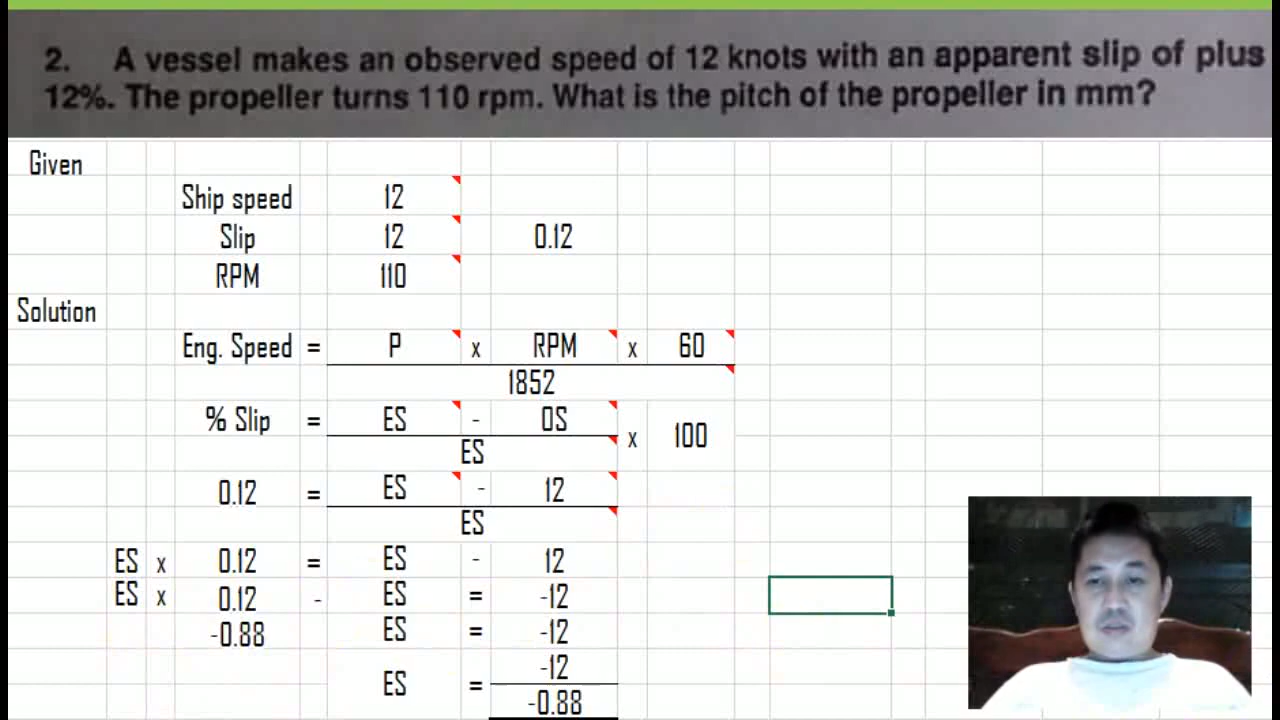 2. A vessel makes an observed speed of 12 knots with an apparent slip of plus
12%. The propeller turns 110 rpm. What is the pitch of the propeller in mm?
Given
Ship speed 12
Slip 12 0.12
RPM 110
Solution
Eng. Speed = P x RPM x 60
1852
% Slip = ES - OS x 100
ES
0.12 = ES - 12
ES
ES x 0.12 = ES - 12
ES x 0.12 - ES = -12
-0.88 ES = -12
ES = -12
-0.88